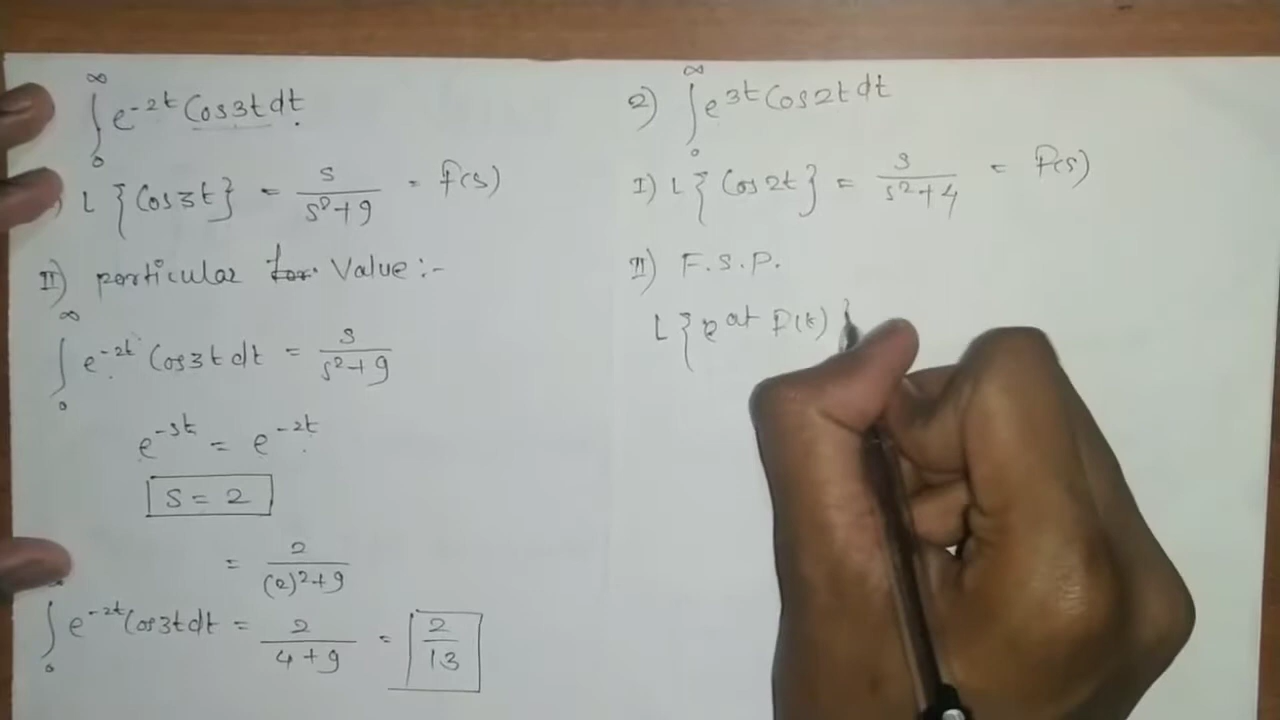 ∫₀^∞ e^{-2t} Cos3t dt
L{Cos3t} = s/(s²+9) = f(s)
II) particular for Value :-
∫₀^∞ e^{-2t} Cos3t dt = s/(s²+9)
e^{-st} = e^{-2t}
S = 2
= 2/((2)²+9)
∫₀^∞ e^{-2t} Cos3t dt = 2/(4+9) = 2/13
2) ∫₀^∞ e^{3t} Cos2t dt
I) L{Cos2t} = s/(s²+4) = f(s)
II) F.S.P.
L{e^{at} f(t)}